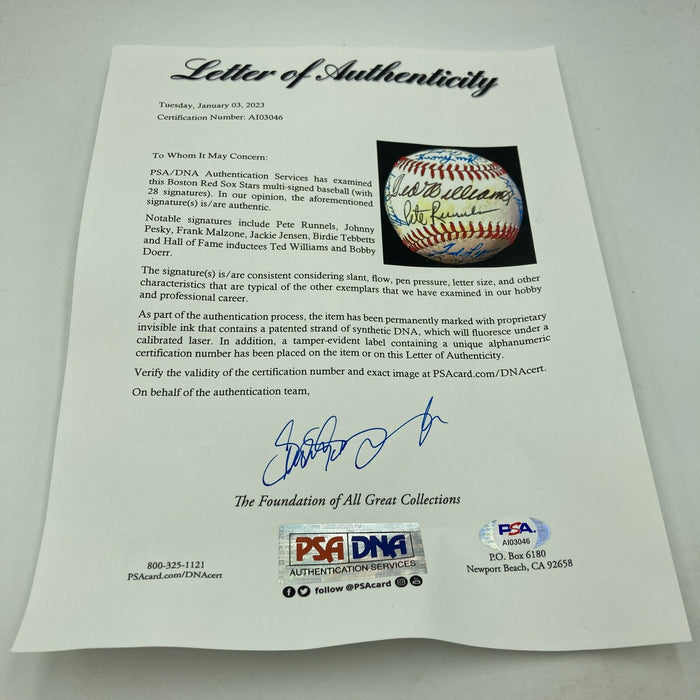 Letter of Authenticity
Tuesday, January 03, 2023
Certification Number: AI03046
To Whom It May Concern:
PSA/DNA Authentication Services has examined
this Boston Red Sox Stars multi-signed baseball (with
28 signatures). In our opinion, the aforementioned
signature(s) is/are authentic.
Notable signatures include Pete Runnels, Johnny
Pesky, Frank Malzone, Jackie Jensen, Birdie Tebbetts
and Hall of Fame inductees Ted Williams and Bobby
Doerr.
Ted Williams
Pete Runnels
The signature(s) is/are consistent considering slant, flow, pen pressure, letter size, and other
characteristics that are typical of the other exemplars that we have examined in our hobby
and professional career.
As part of the authentication process, the item has been permanently marked with proprietary
invisible ink that contains a patented strand of synthetic DNA, which will fluoresce under a
calibrated laser. In addition, a tamper-evident label containing a unique alphanumeric
certification number has been placed on the item or on this Letter of Authenticity.
Verify the validity of the certification number and exact image at PSAcard.com/DNAcert.
On behalf of the authentication team,
The Foundation of All Great Collections
800-325-1121
PSAcard.com/DNAcert
PSA DNA
AUTHENTICATION SERVICES
follow @PSAcard
PSA
AI03046
P.O. Box 6180
Newport Beach, CA 92658